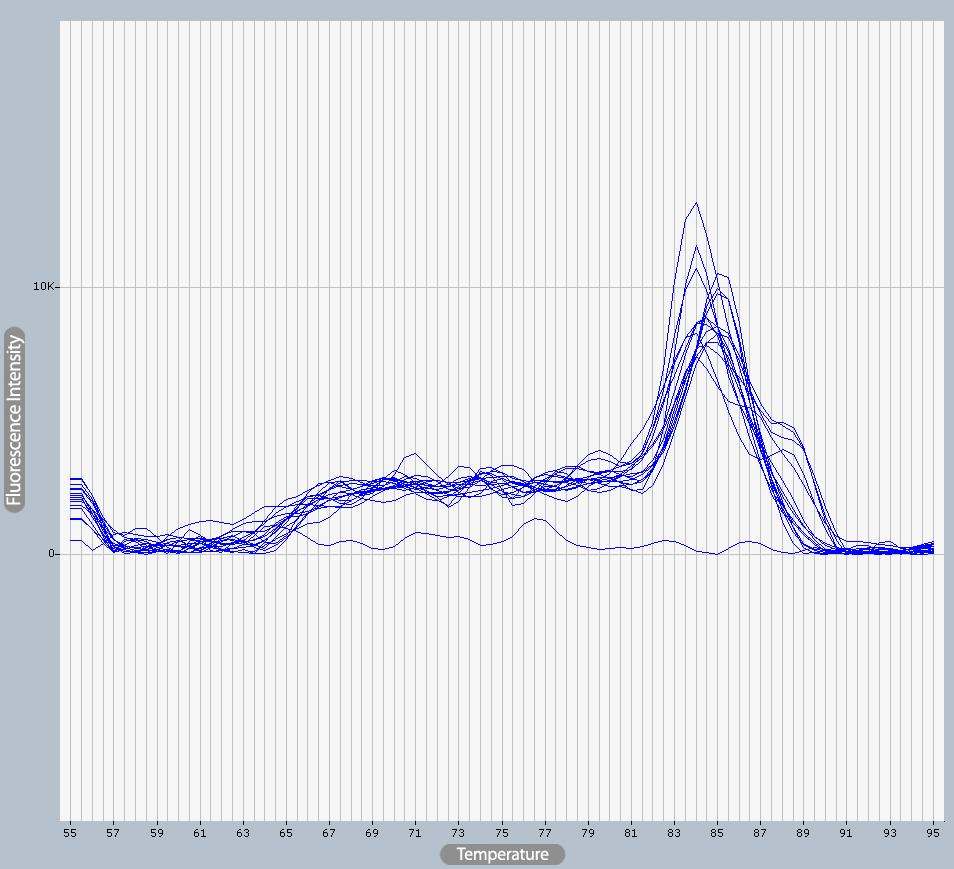 Fluorescence Intensity
10K
0
55 57 59 61 63 65 67 69 71 73 75 77 79 81 83 85 87 89 91 93 95
Temperature